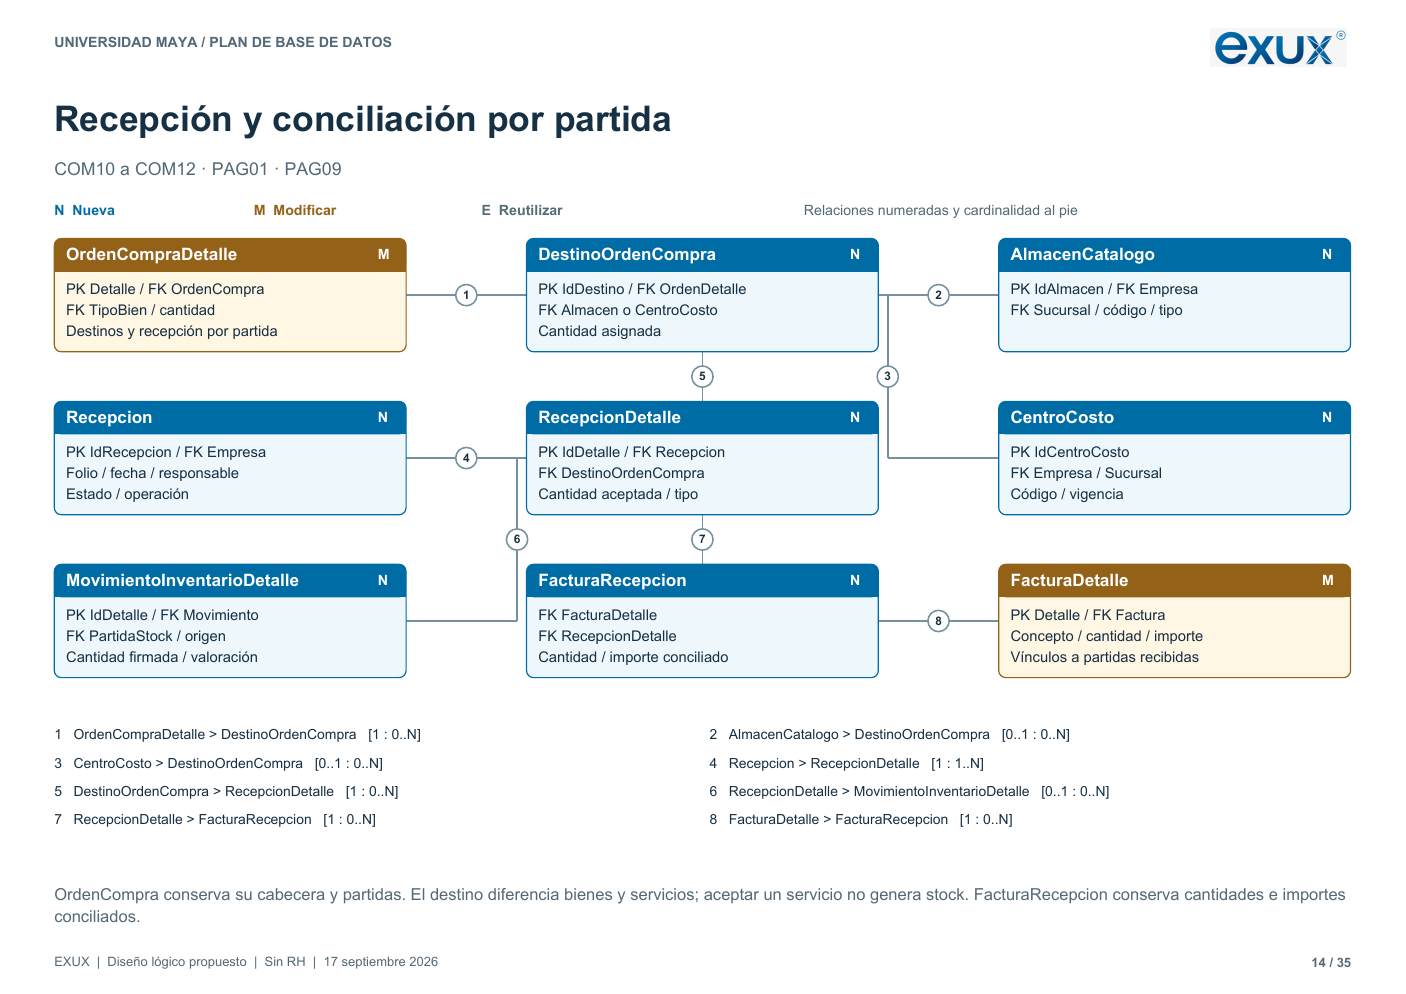 UNIVERSIDAD MAYA / PLAN DE BASE DE DATOS
exux®
Recepción y conciliación por partida
COM10 a COM12 · PAG01 · PAG09
N Nueva
M Modificar
E Reutilizar
Relaciones numeradas y cardinalidad al pie
OrdenCompraDetalle M
PK Detalle / FK OrdenCompra
FK TipoBien / cantidad
Destinos y recepción por partida
1
DestinoOrdenCompra N
PK IdDestino / FK OrdenDetalle
FK Almacen o CentroCosto
Cantidad asignada
2
AlmacenCatalogo N
PK IdAlmacen / FK Empresa
FK Sucursal / código / tipo
5
3
Recepcion N
PK IdRecepcion / FK Empresa
Folio / fecha / responsable
Estado / operación
4
RecepcionDetalle N
PK IdDetalle / FK Recepcion
FK DestinoOrdenCompra
Cantidad aceptada / tipo
CentroCosto N
PK IdCentroCosto
FK Empresa / Sucursal
Código / vigencia
6
7
MovimientoInventarioDetalle N
PK IdDetalle / FK Movimiento
FK PartidaStock / origen
Cantidad firmada / valoración
FacturaRecepcion N
FK FacturaDetalle
FK RecepcionDetalle
Cantidad / importe conciliado
8
FacturaDetalle M
PK Detalle / FK Factura
Concepto / cantidad / importe
Vínculos a partidas recibidas
1 OrdenCompraDetalle > DestinoOrdenCompra [1 : 0..N]
2 AlmacenCatalogo > DestinoOrdenCompra [0..1 : 0..N]
3 CentroCosto > DestinoOrdenCompra [0..1 : 0..N]
4 Recepcion > RecepcionDetalle [1 : 1..N]
5 DestinoOrdenCompra > RecepcionDetalle [1 : 0..N]
6 RecepcionDetalle > MovimientoInventarioDetalle [0..1 : 0..N]
7 RecepcionDetalle > FacturaRecepcion [1 : 0..N]
8 FacturaDetalle > FacturaRecepcion [1 : 0..N]
OrdenCompra conserva su cabecera y partidas. El destino diferencia bienes y servicios; aceptar un servicio no genera stock. FacturaRecepcion conserva cantidades e importes
conciliados.
EXUX | Diseño lógico propuesto | Sin RH | 17 septiembre 2026
14 / 35